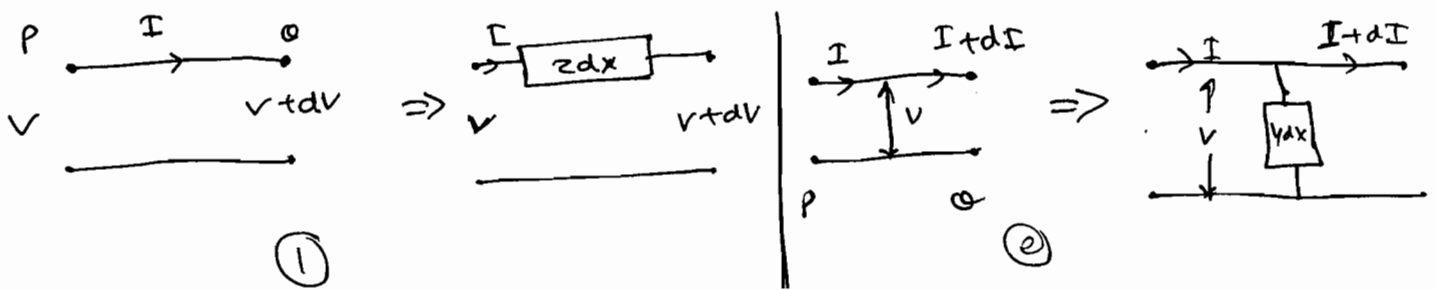 P I Q
V V+dV
⇒
I Zdx
V V+dV
①
I I+dI
V
P Q
⇒
I I+dI
V Ydx
②